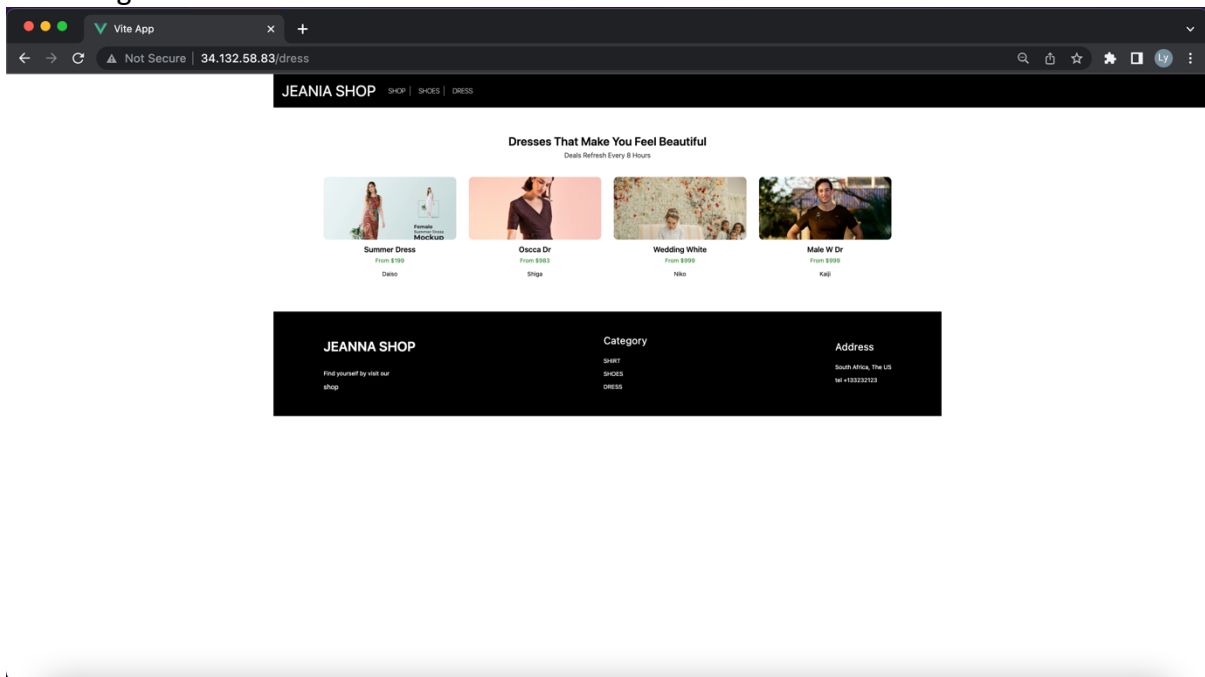 Vite App
Not Secure | 34.132.58.83/dress
Ly
JEANIA SHOP SHOP | SHOES | DRESS
Dresses That Make You Feel Beautiful
Deals Refresh Every 8 Hours
Female
Summer Dress
Mockup
Summer Dress
From $199
Daiso
Oscca Dr
From $983
Shiga
Wedding White
From $999
Niko
Male W Dr
From $999
Kaiji
JEANNA SHOP
Find yourself by visit our
shop
Category
SHIRT
SHOES
DRESS
Address
South Africa, The US
tel +133232123